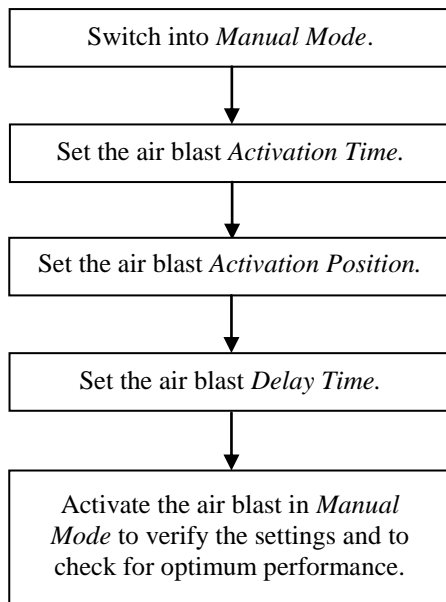 Switch into Manual Mode.
Set the air blast Activation Time.
Set the air blast Activation Position.
Set the air blast Delay Time.
Activate the air blast in Manual
Mode to verify the settings and to
check for optimum performance.